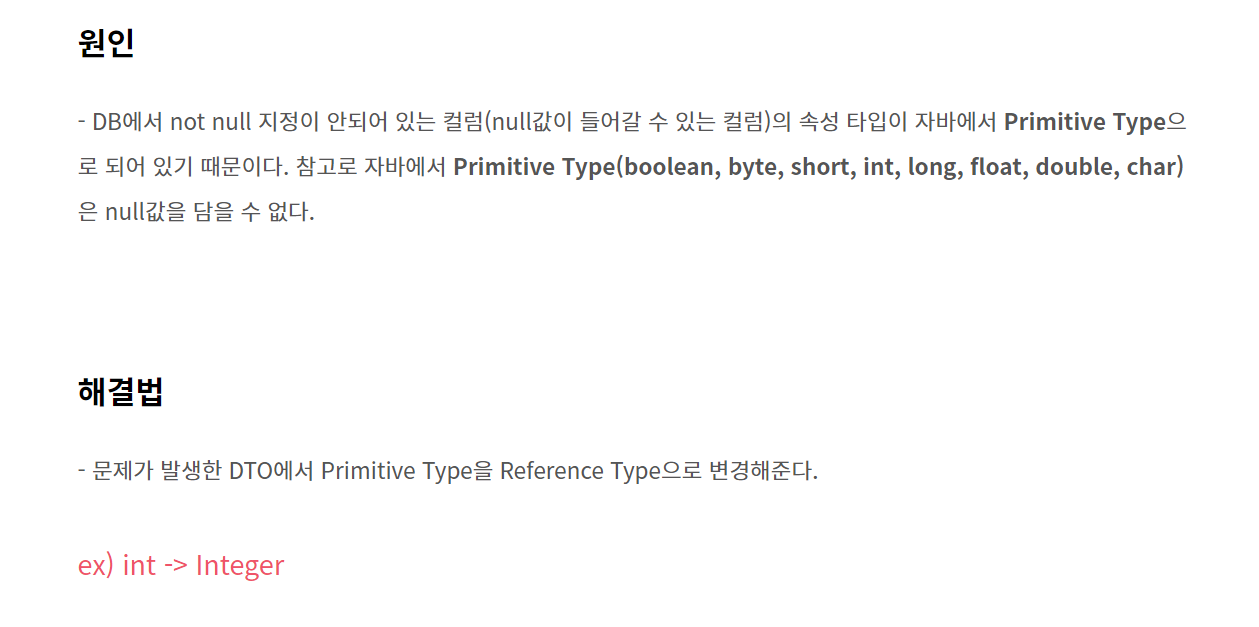 원인
- DB에서 not null 지정이 안되어 있는 컬럼(null값이 들어갈 수 있는 컬럼)의 속성 타입이 자바에서 Primitive Type으
로 되어 있기 때문이다. 참고로 자바에서 Primitive Type(boolean, byte, short, int, long, float, double, char)
은 null값을 담을 수 없다.
해결법
- 문제가 발생한 DTO에서 Primitive Type을 Reference Type으로 변경해준다.
ex) int -> Integer